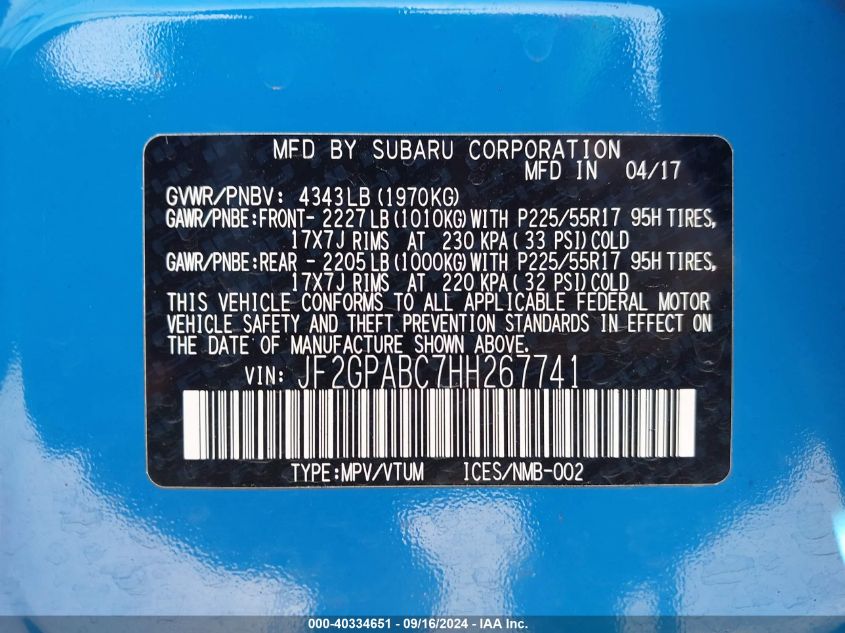 MFD BY SUBARU CORPORATION
MFD IN 04/17
GVWR/PNBV: 4343LB(1970KG)
GAWR/PNBE:FRONT- 2227LB(1010KG)WITH P225/55R17 95H TIRES,
17X7J RIMS AT 230 KPA(33 PSI)COLD
GAWR/PNBE:REAR - 2205LB(1000KG)WITH P225/55R17 95H TIRES,
17X7J RIMS AT 220 KPA(32 PSI)COLD
THIS VEHICLE CONFORMS TO ALL APPLICABLE FEDERAL MOTOR
VEHICLE SAFETY AND THEFT PREVENTION STANDARDS IN EFFECT ON
THE DATE OF MANUFACTURE SHOWN ABOVE.
VIN: JF2GPABC7HH267741
TYPE:MPV/VTUM ICES/NMB-002
000-40334651 - 09/16/2024 - IAA Inc.